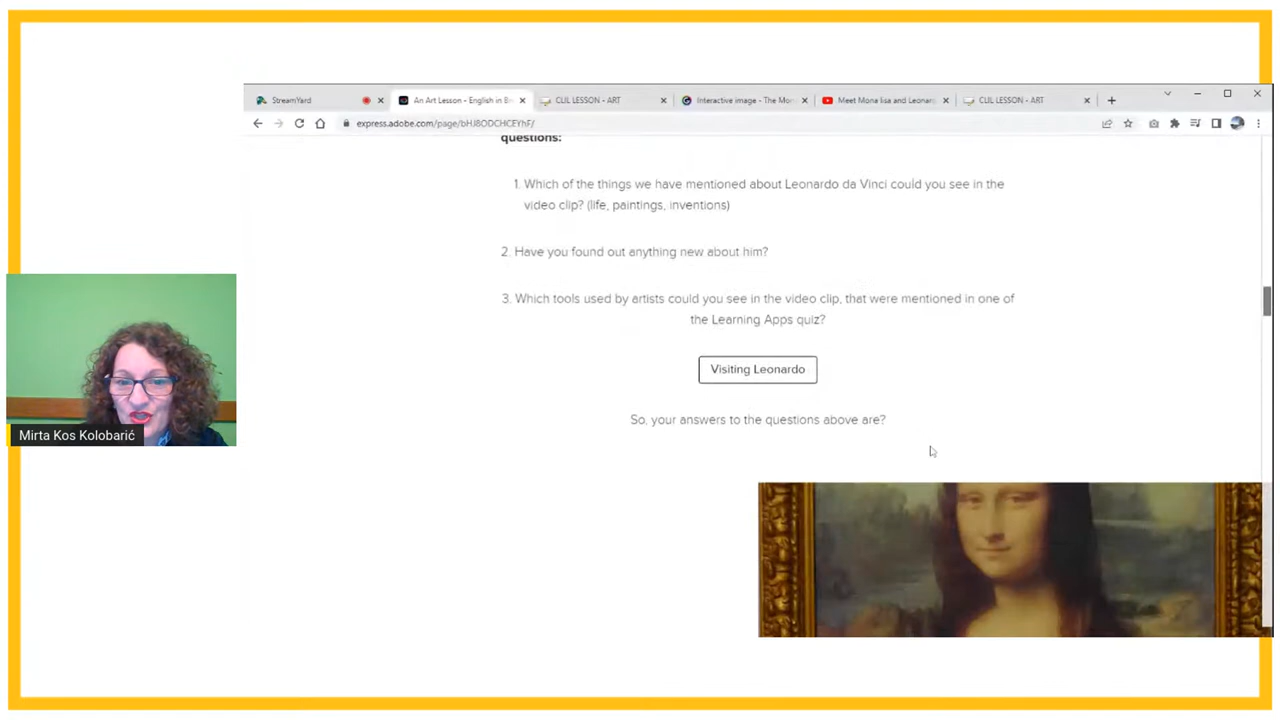 StreamYard
An Art Lesson - English in Br
CLIL LESSON - ART
Interactive image - The Mon
Meet Mona lisa and Leonard
CLIL LESSON - ART
express.adobe.com/page/bHJ8ODCHCEYhF/
questions:
1. Which of the things we have mentioned about Leonardo da Vinci could you see in the
video clip? (life, paintings, inventions)
2. Have you found out anything new about him?
3. Which tools used by artists could you see in the video clip, that were mentioned in one of
the Learning Apps quiz?
Visiting Leonardo
So, your answers to the questions above are?
Mirta Kos Kolobarić